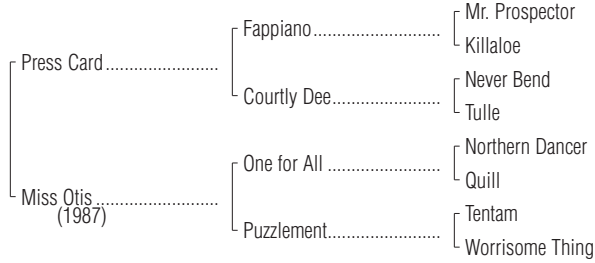 Mr. Prospector
Fappiano
Killaloe
Press Card
Never Bend
Courtly Dee
Tulle
Northern Dancer
One for All
Quill
Miss Otis
(1987)
Tentam
Puzzlement
Worrisome Thing